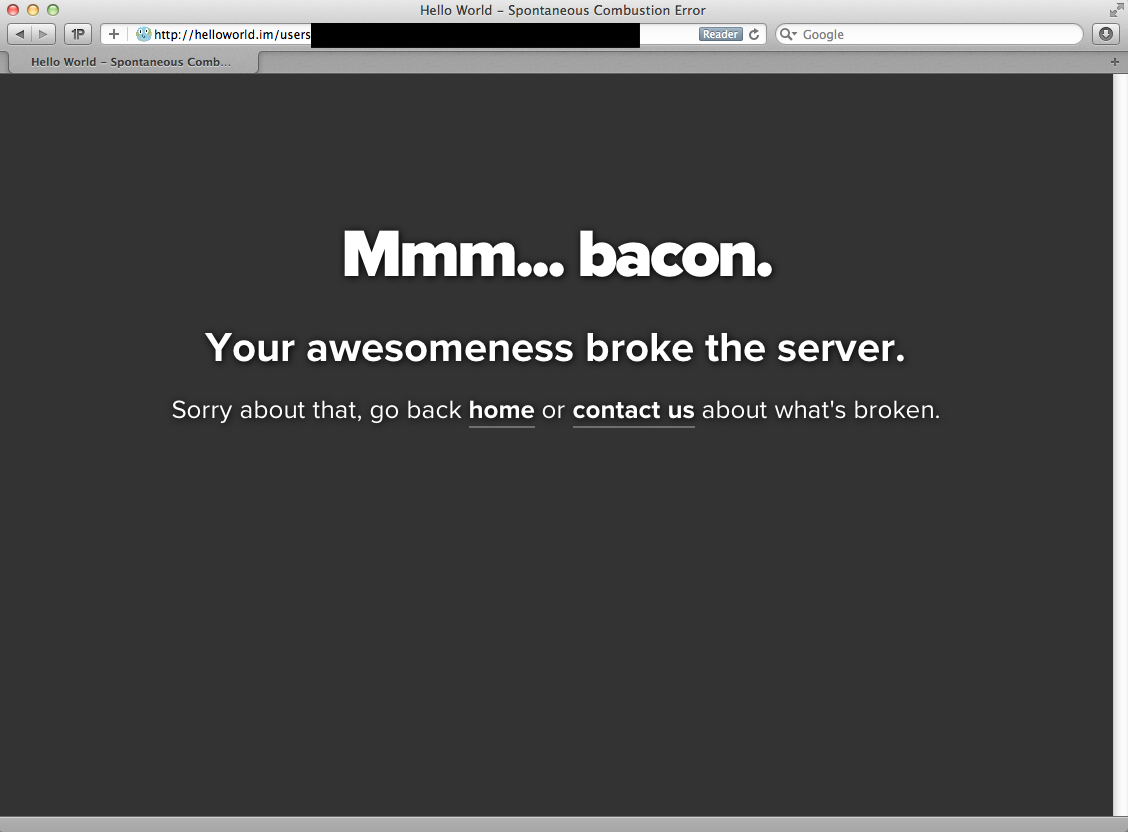 Hello World – Spontaneous Combustion Error
1P
http://helloworld.im/users
Reader
Google
Hello World – Spontaneous Comb...
Mmm... bacon.
Your awesomeness broke the server.
Sorry about that, go back home or contact us about what's broken.